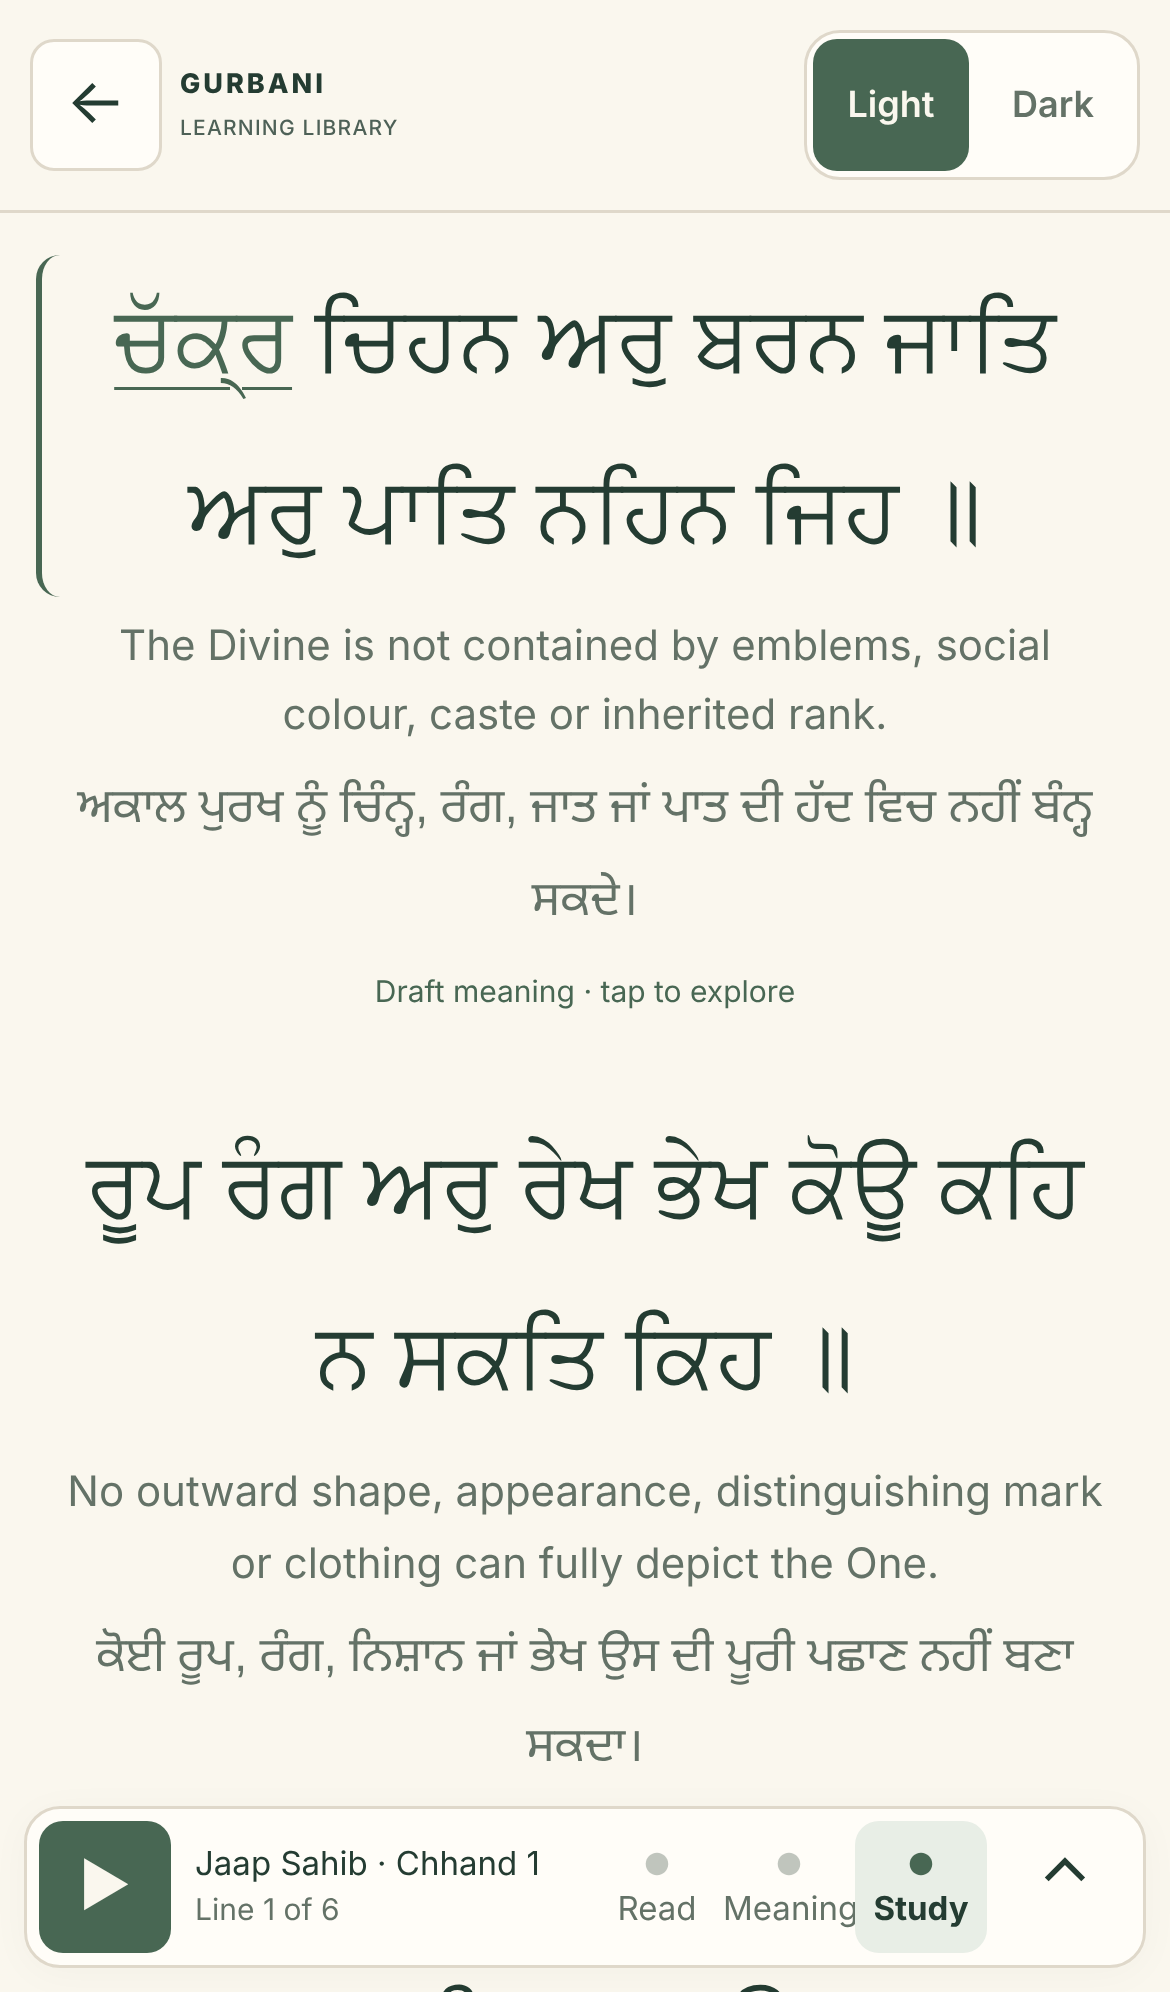 GURBANI
LEARNING LIBRARY
Light
Dark
ਚੱਕ੍ਰ ਚਿਹਨ ਅਰੁ ਬਰਨ ਜਾਤਿ
ਅਰੁ ਪਾਤਿ ਨਹਿਨ ਜਿਹ ॥
The Divine is not contained by emblems, social
colour, caste or inherited rank.
ਅਕਾਲ ਪੁਰਖ ਨੂੰ ਚਿੰਨ੍ਹ, ਰੰਗ, ਜਾਤ ਜਾਂ ਪਾਤ ਦੀ ਹੱਦ ਵਿਚ ਨਹੀਂ ਬੰਨ੍ਹ
ਸਕਦੇ।
Draft meaning · tap to explore
ਰੂਪ ਰੰਗ ਅਰੁ ਰੇਖ ਭੇਖ ਕੋਊ ਕਹਿ
ਨ ਸਕਤਿ ਕਿਹ ॥
No outward shape, appearance, distinguishing mark
or clothing can fully depict the One.
ਕੋਈ ਰੂਪ, ਰੰਗ, ਨਿਸ਼ਾਨ ਜਾਂ ਭੇਖ ਉਸ ਦੀ ਪੂਰੀ ਪਛਾਣ ਨਹੀਂ ਬਣਾ
ਸਕਦਾ।
Jaap Sahib · Chhand 1
Line 1 of 6
Read
Meaning
Study